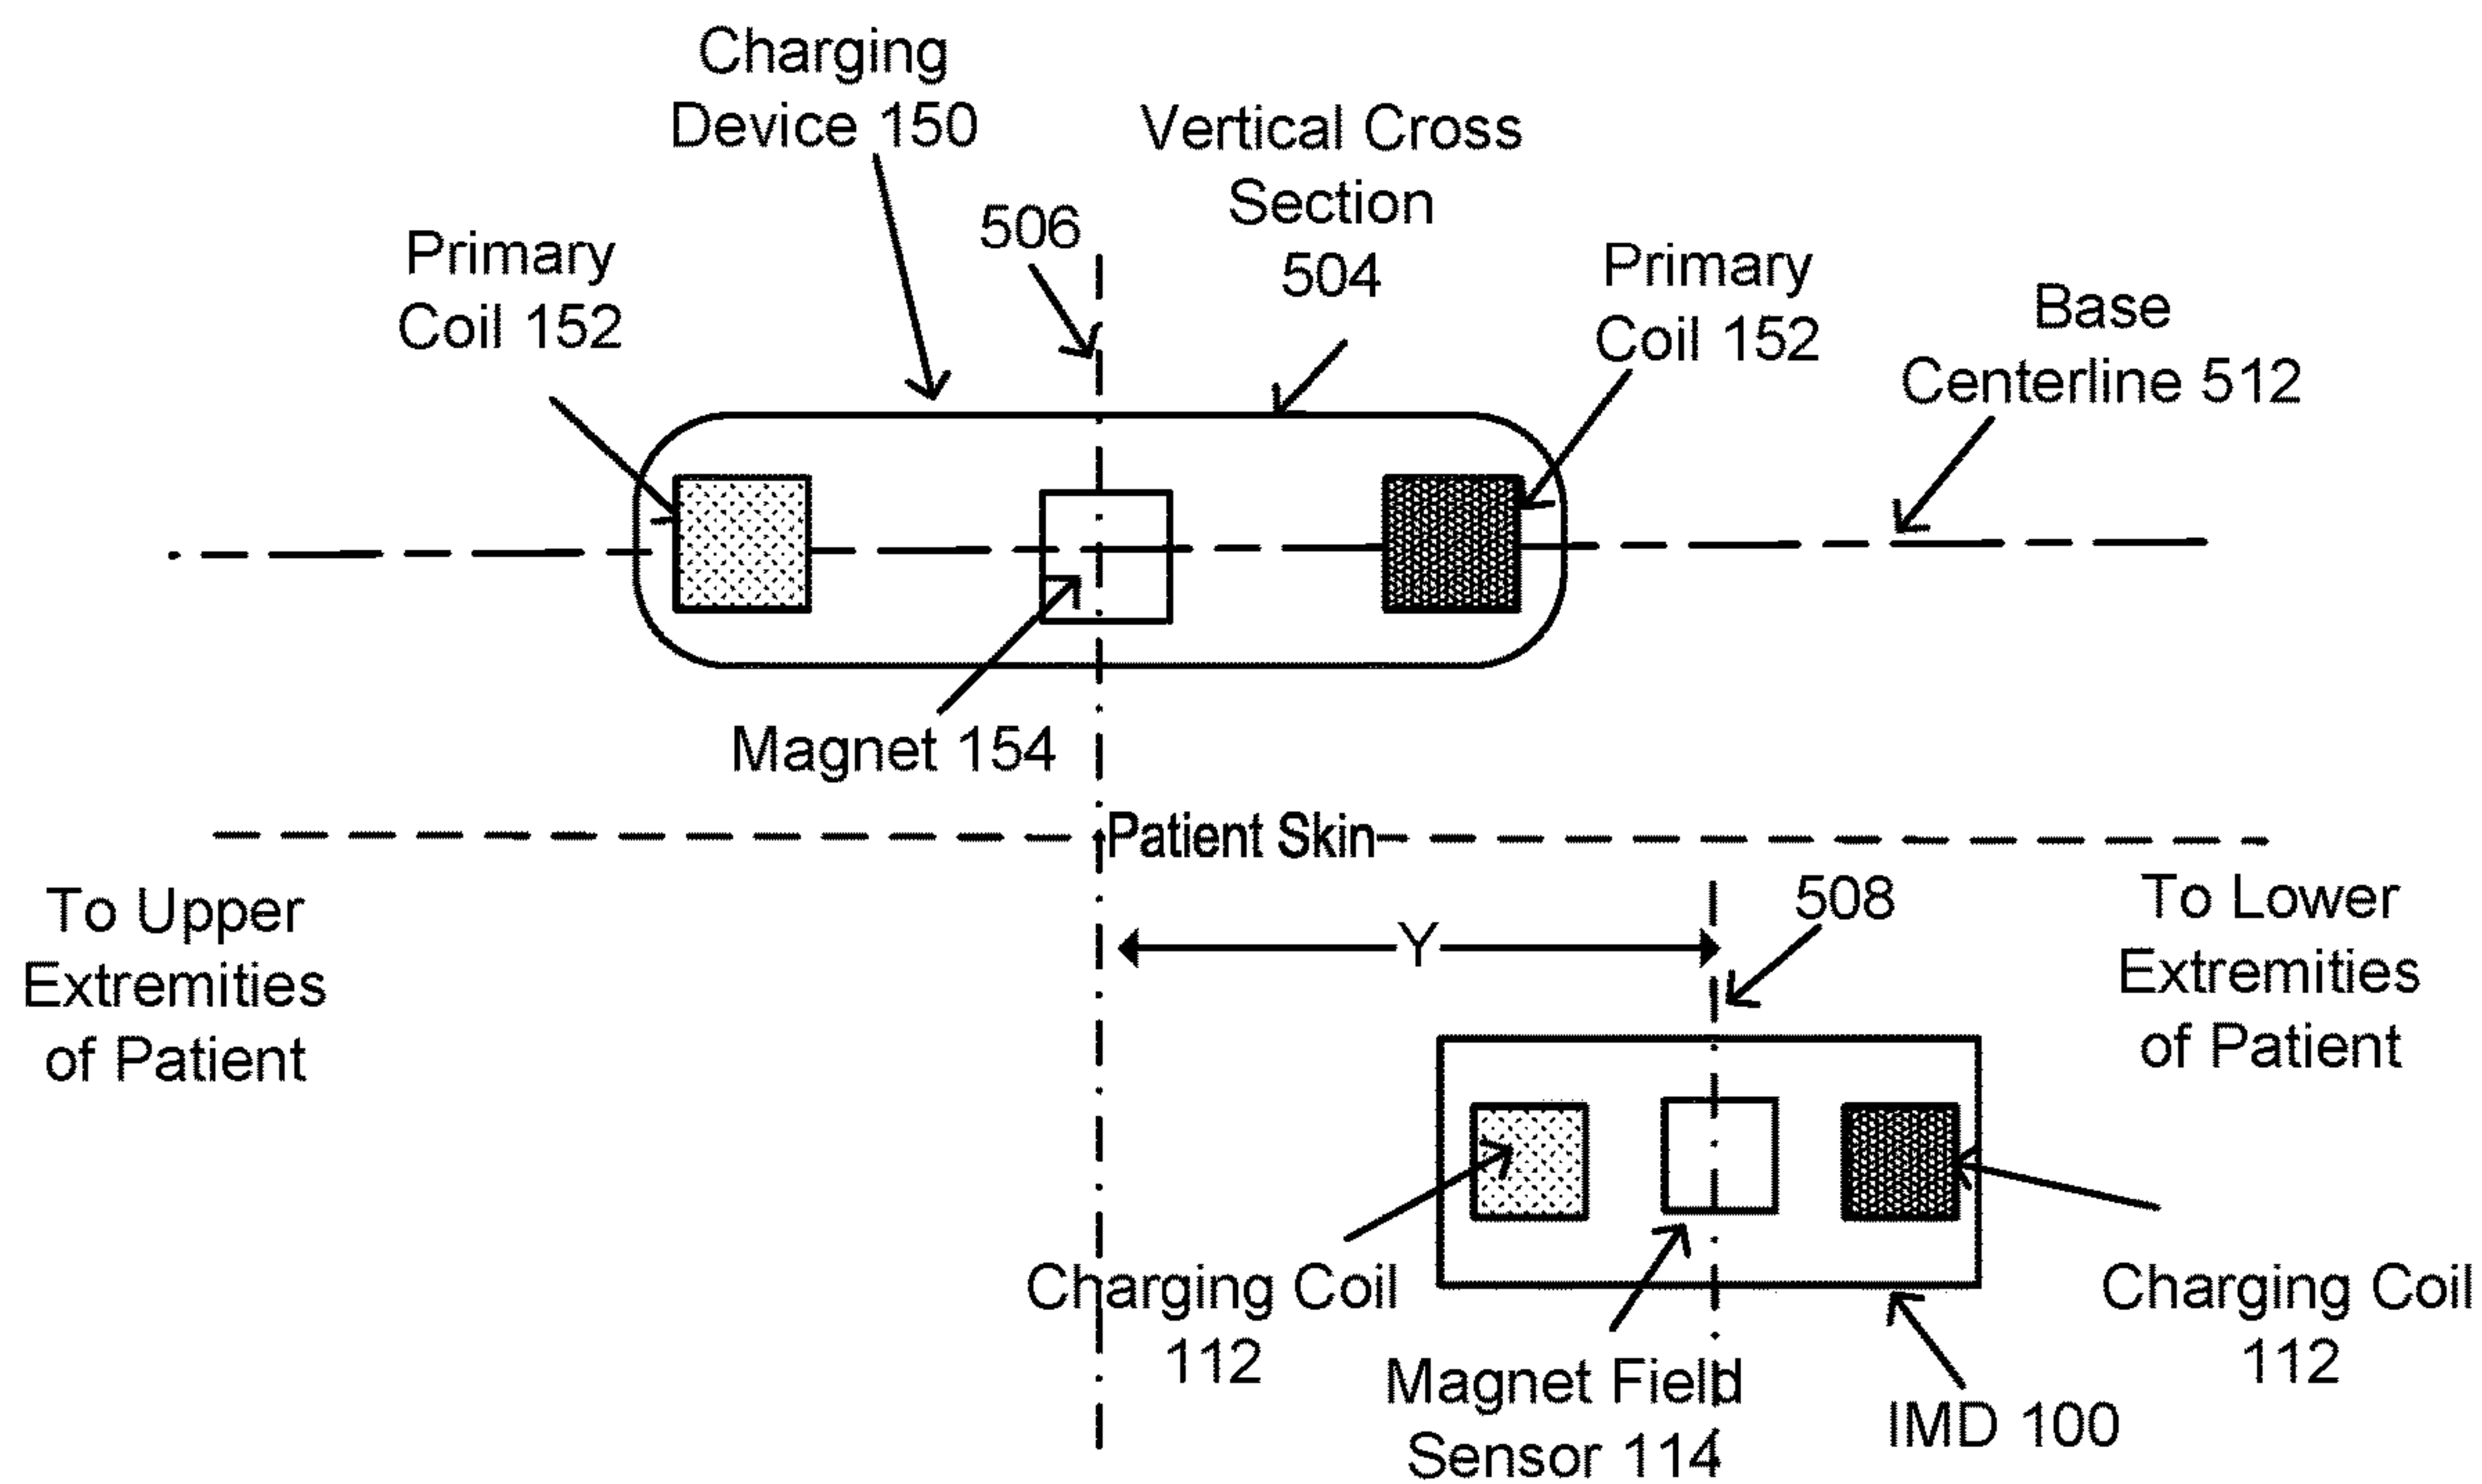 Charging
Device 150
Vertical Cross
Section
504
506
Primary
Coil 152
Primary
Coil 152
Base
Centerline 512
Magnet 154
Patient Skin
To Upper
Extremities
of Patient
Y
508
To Lower
Extremities
of Patient
Charging Coil
112
Magnet Field
Sensor 114
IMD 100
Charging Coil
112